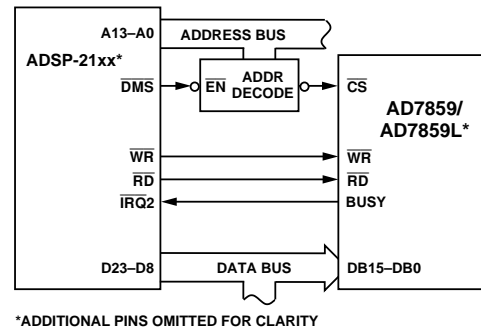 A13–A0 ADDRESS BUS
ADSP-21xx*
DMS EN ADDR DECODE CS
AD7859/
AD7859L*
WR WR
RD RD
IRQ2 BUSY
D23–D8 DATA BUS DB15–DB0
*ADDITIONAL PINS OMITTED FOR CLARITY